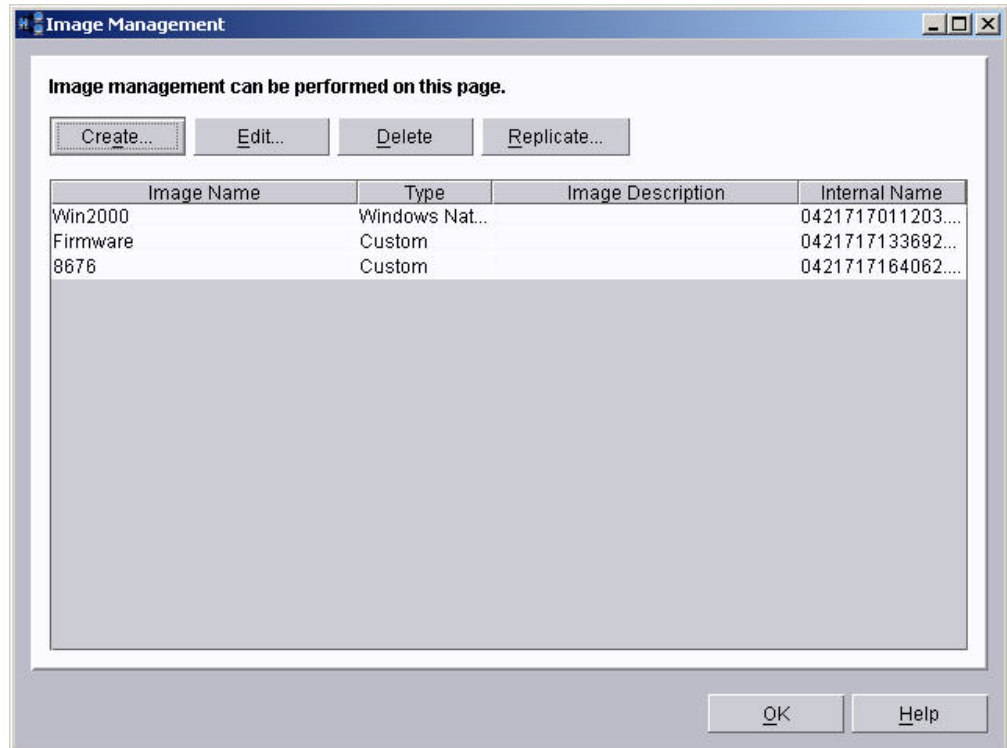 Image Management
Image management can be performed on this page.
Create... Edit... Delete Replicate...
Image Name Type Image Description Internal Name
Win2000 Windows Nat... 0421717011203....
Firmware Custom 0421717133692...
8676 Custom 0421717164062....
OK Help